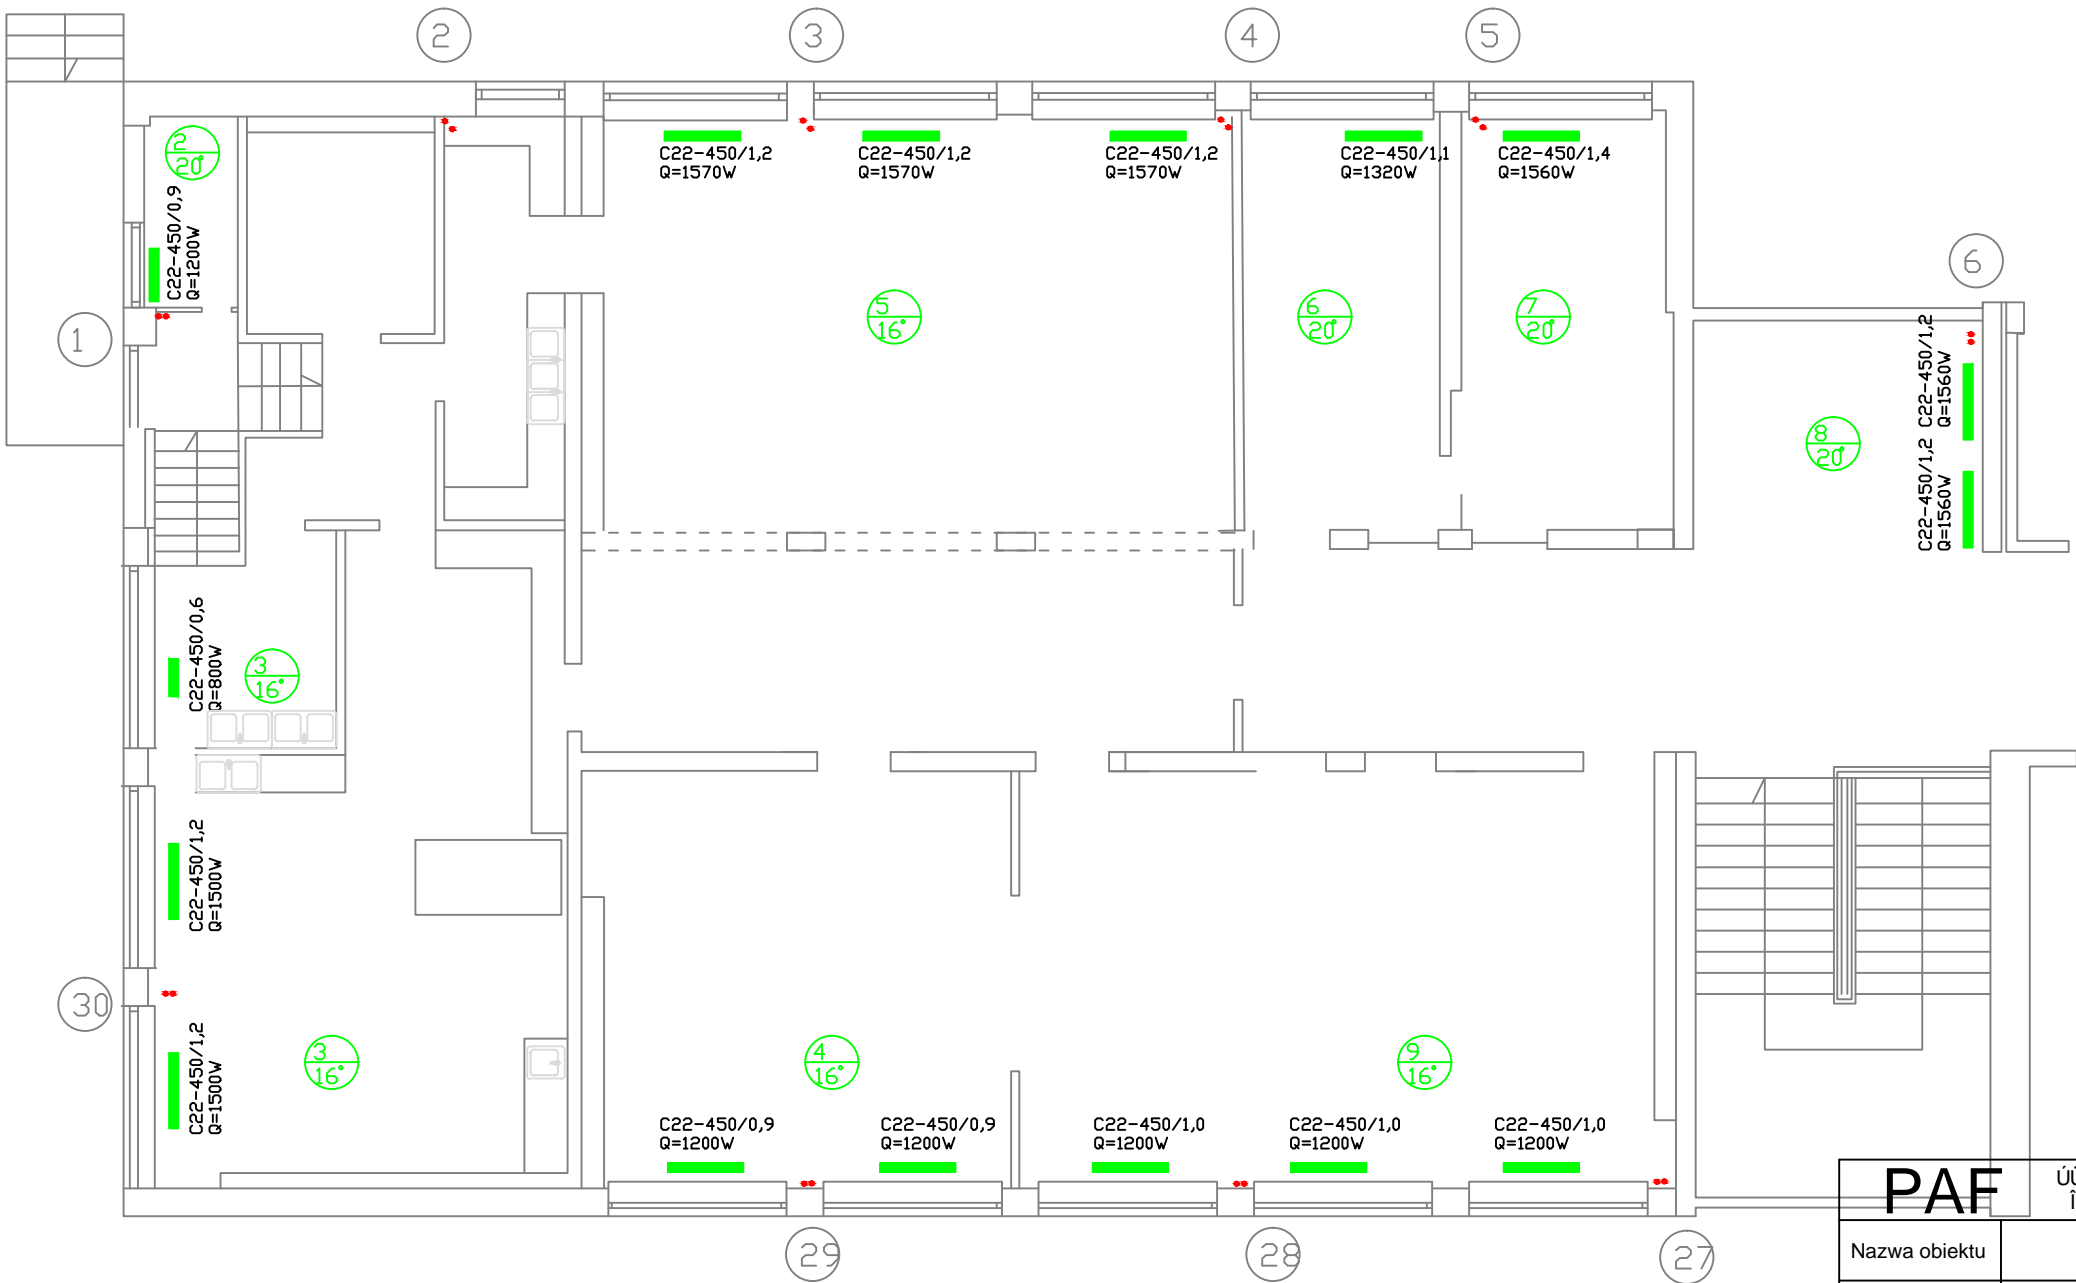 2
3
4
5
2
20°
C22-450/0,9
Q=1200W
C22-450/1,2
Q=1570W
C22-450/1,2
Q=1570W
C22-450/1,2
Q=1570W
C22-450/1,1
Q=1320W
C22-450/1,4
Q=1560W
6
1
5
16°
6
20°
7
20°
C22-450/1,2
Q=1560W
8
20°
C22-450/1,2
Q=1560W
C22-450/0,6
Q=800W
3
16°
C22-450/1,2
Q=1500W
30
C22-450/1,2
Q=1500W
3
16°
4
16°
9
16°
C22-450/0,9
Q=1200W
C22-450/0,9
Q=1200W
C22-450/1,0
Q=1200W
C22-450/1,0
Q=1200W
C22-450/1,0
Q=1200W
PAF
Nazwa obiektu
29
28
27